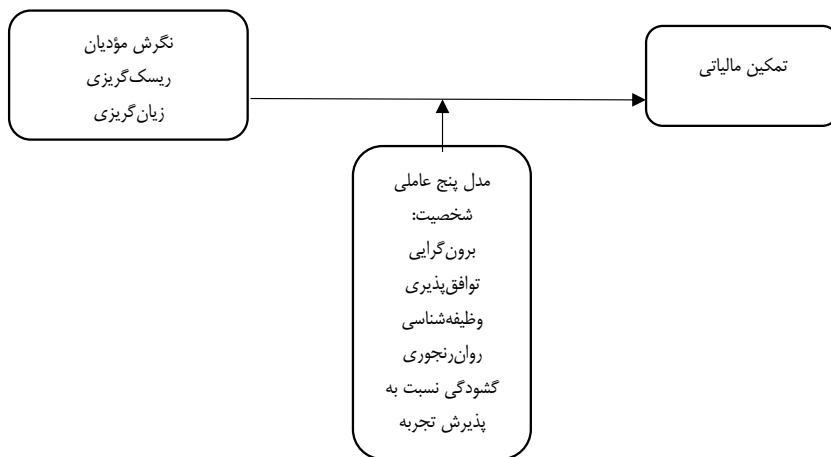 نگرش مؤدیان
ریسک‌گریزی
زیان‌گریزی
تمکین مالیاتی
مدل پنج عاملی
شخصیت:
برون‌گرایی
توافق‌پذیری
وظیفه‌شناسی
روان‌رنجوری
گشودگی نسبت به
پذیرش تجربه